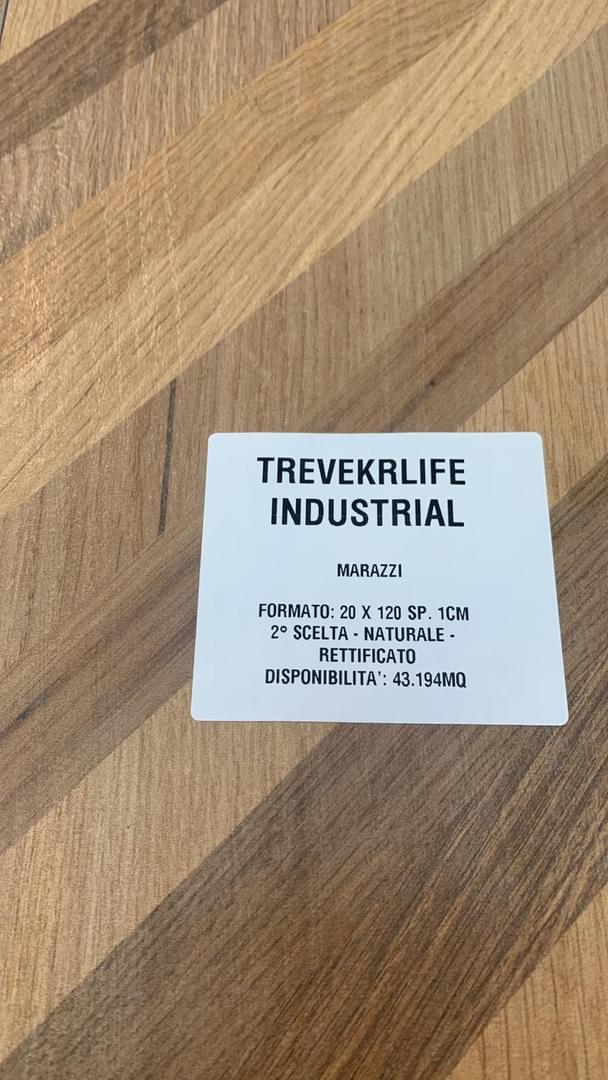 TREVEKRLIFE
INDUSTRIAL
MARAZZI
FORMATO: 20 X 120 SP. 1CM
2° SCELTA - NATURALE -
RETTIFICATO
DISPONIBILITA': 43.194MQ